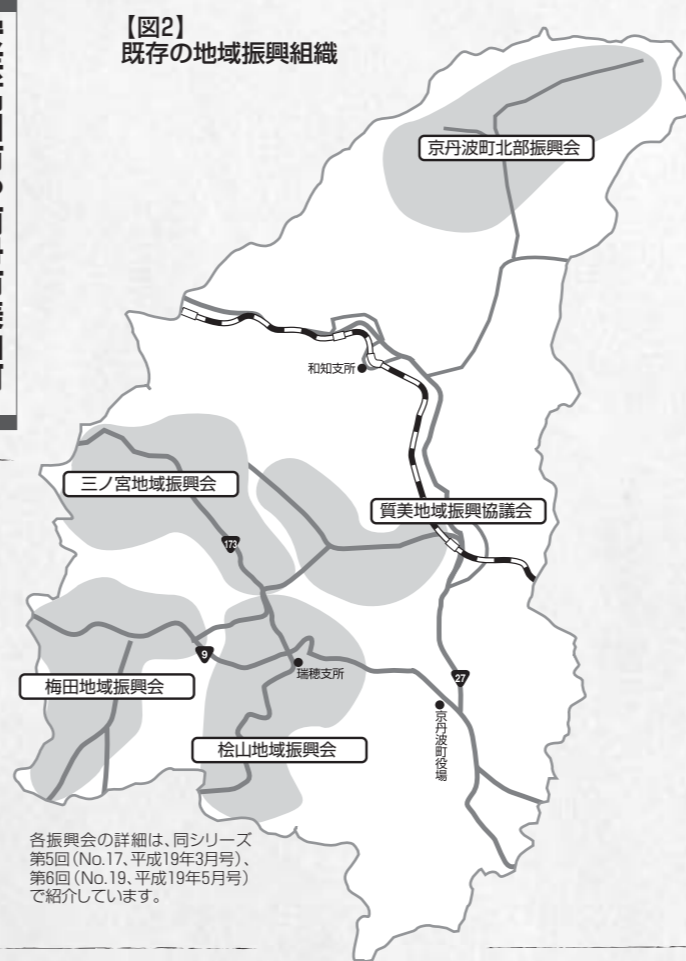 【図2】
既存の地域振興組織
京丹波町北部振興会
和知支所
三ノ宮地域振興会
質美地域振興協議会
173
9
瑞穂支所
27
梅田地域振興会
京丹波町役場
桧山地域振興会
各振興会の詳細は、同シリーズ
第5回(No.17、平成19年3月号)、
第6回(No.19、平成19年5月号)
で紹介しています。